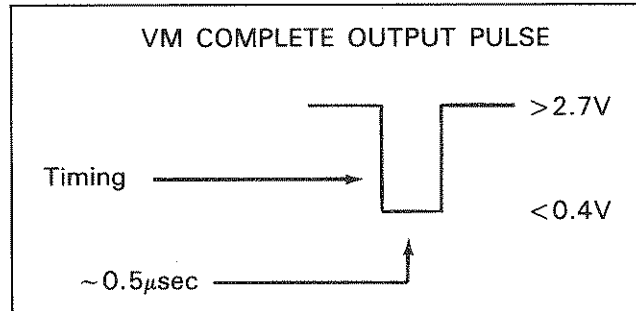 VM COMPLETE OUTPUT PULSE
>2.7V
Timing
<0.4V
~0.5μsec